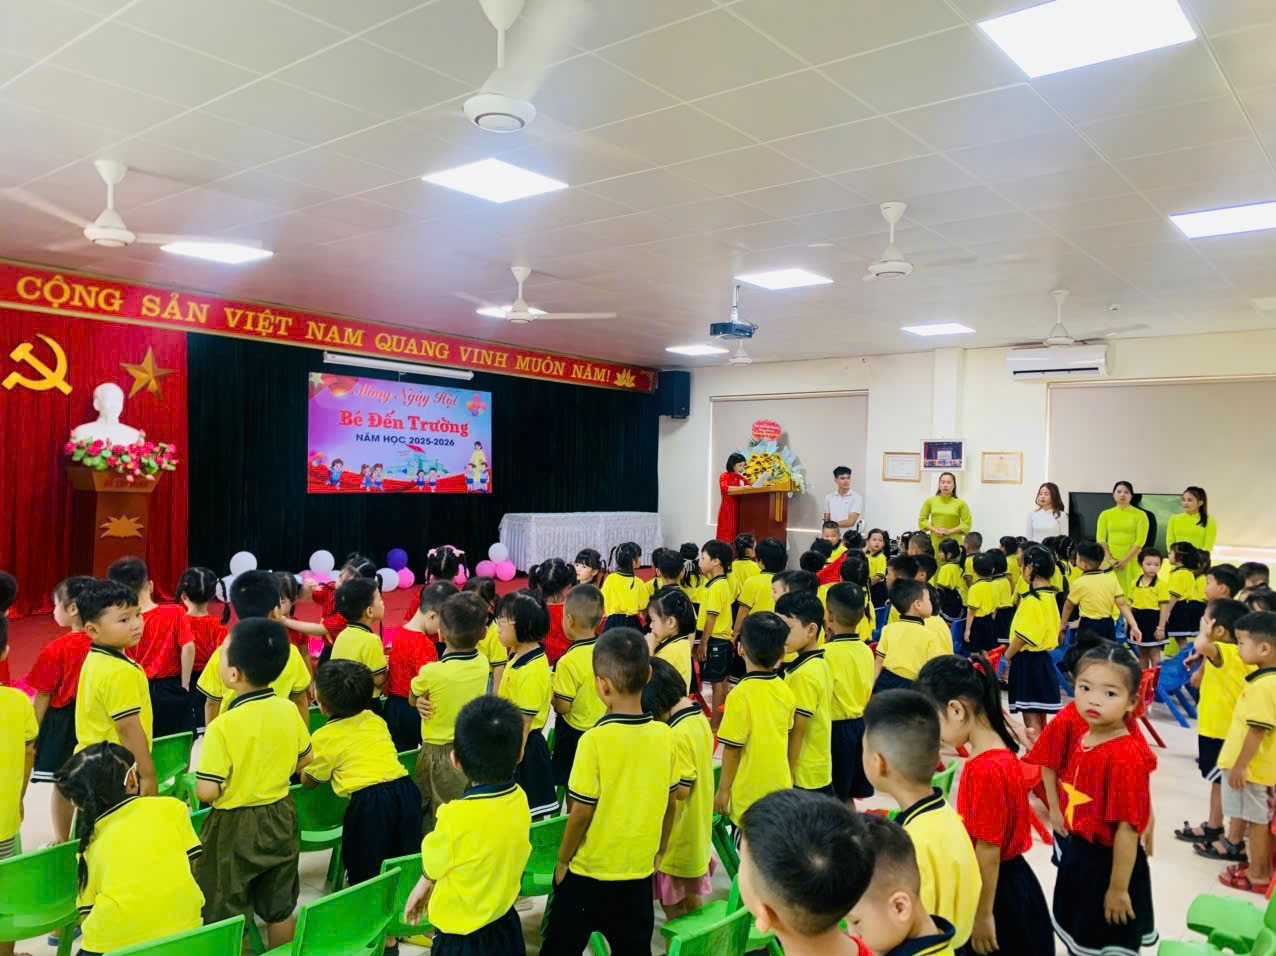 CỘNG SẢN VIỆT NAM QUANG VINH MUÔN NĂM!
Mừng Ngày Hội
Bé Đến Trường
NĂM HỌC 2025-2026